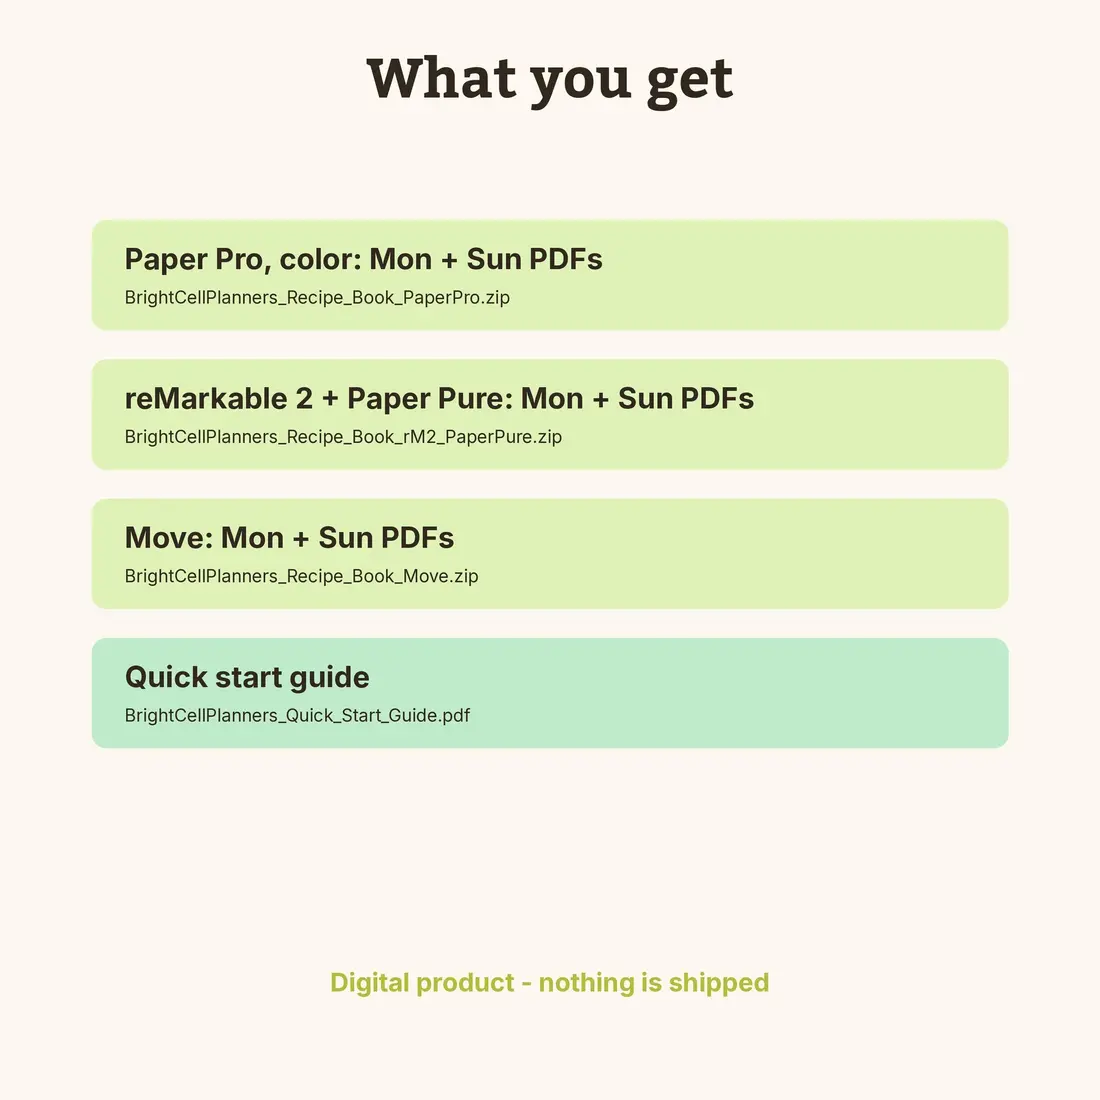 What you get
Paper Pro, color: Mon + Sun PDFs
BrightCellPlanners_Recipe_Book_PaperPro.zip
reMarkable 2 + Paper Pure: Mon + Sun PDFs
BrightCellPlanners_Recipe_Book_rM2_PaperPure.zip
Move: Mon + Sun PDFs
BrightCellPlanners_Recipe_Book_Move.zip
Quick start guide
BrightCellPlanners_Quick_Start_Guide.pdf
Digital product - nothing is shipped